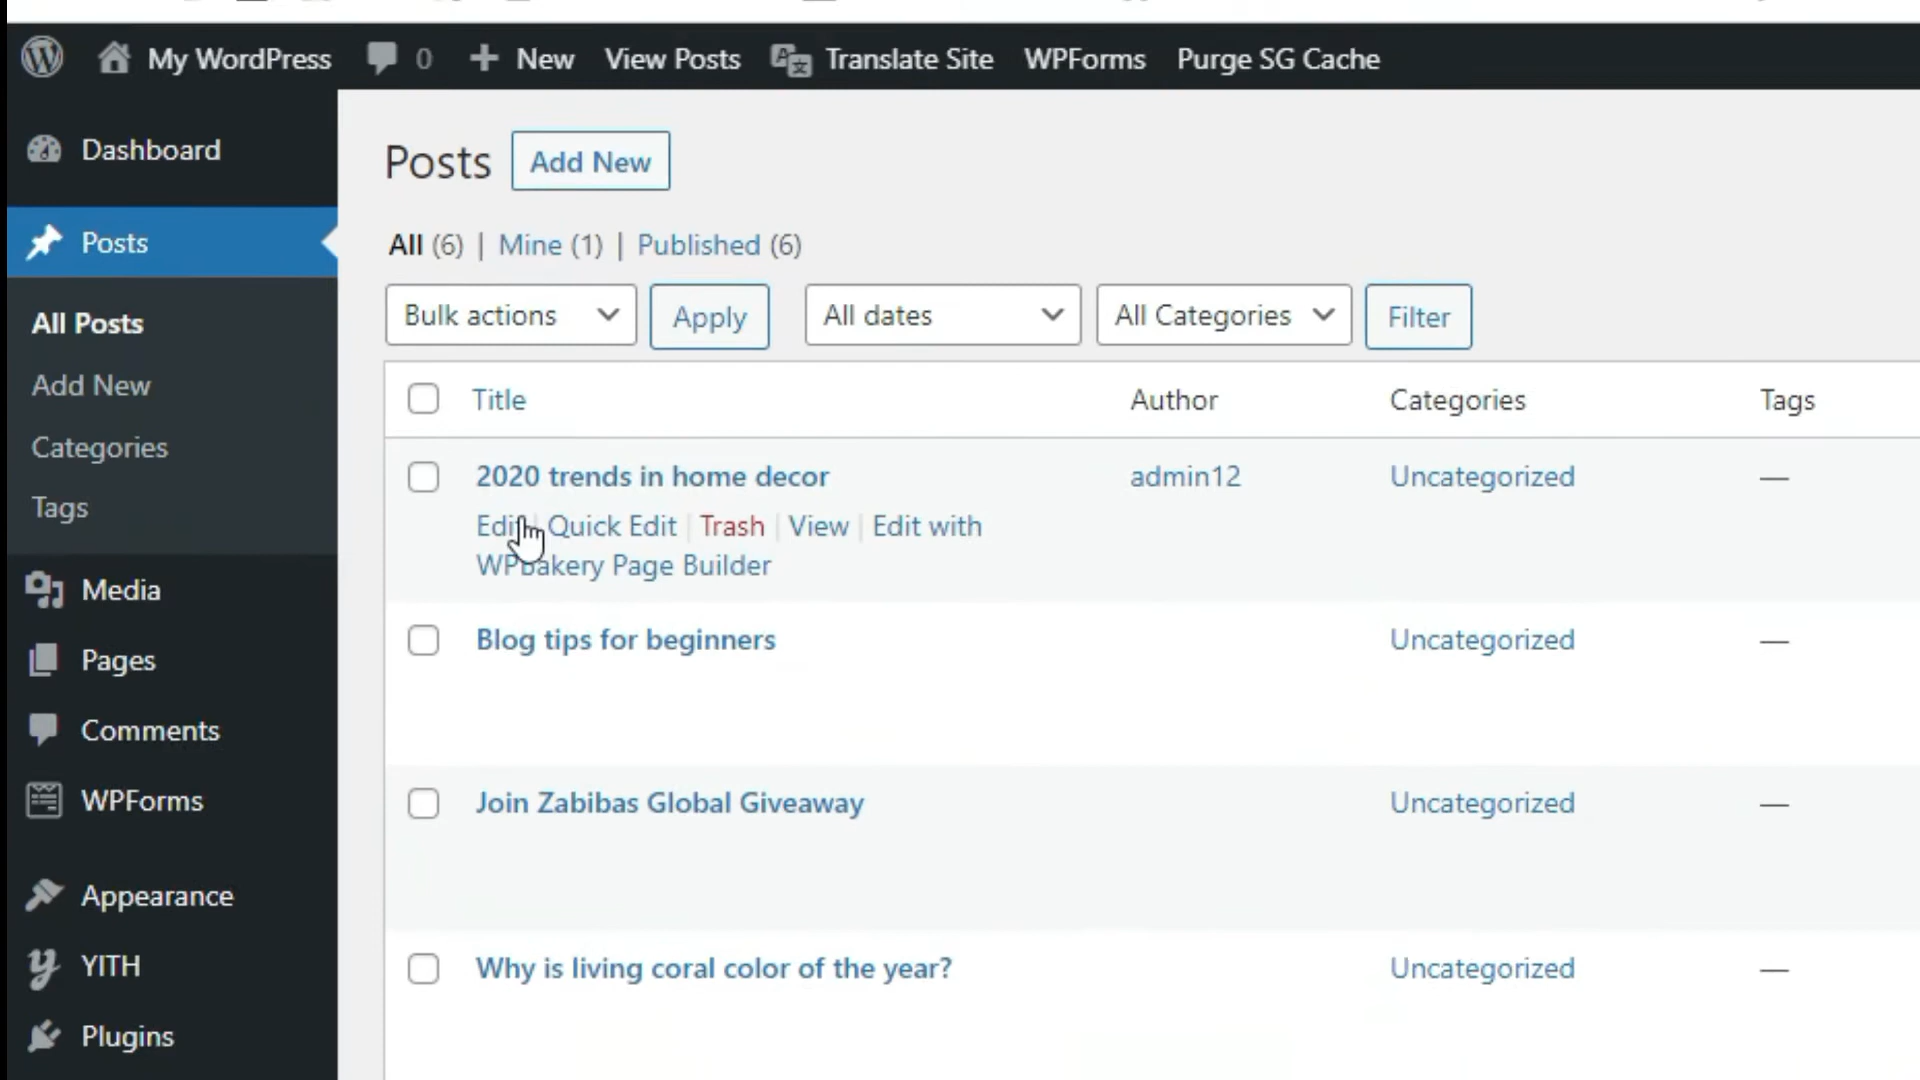 My WordPress 0 New View Posts Translate Site WPForms Purge SG Cache
Dashboard
Posts
All Posts
Add New
Categories
Tags
Media
Pages
Comments
WPForms
Appearance
YITH
Plugins
Posts Add New
All (6) | Mine (1) | Published (6)
Bulk actions Apply All dates All Categories Filter
Title Author Categories Tags
2020 trends in home decor admin12 Uncategorized —
Edit | Quick Edit | Trash | View | Edit with
WPBakery Page Builder
Blog tips for beginners Uncategorized —
Join Zabibas Global Giveaway Uncategorized —
Why is living coral color of the year? Uncategorized —